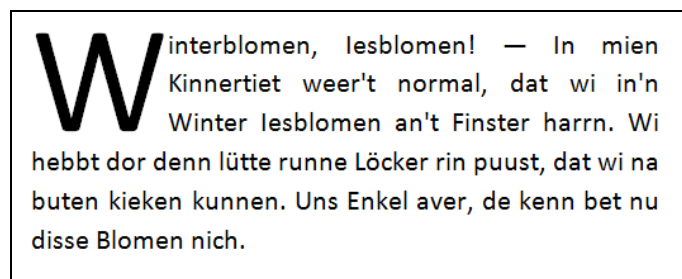 Winterblomen, Iesblomen! — In mien
Kinnertiet weer't normal, dat wi in'n
Winter Iesblomen an't Finster harrn. Wi
hebbt dor denn lütte runne Löcker rin puust, dat wi na
buten kieken kunnen. Uns Enkel aver, de kenn bet nu
disse Blomen nich.